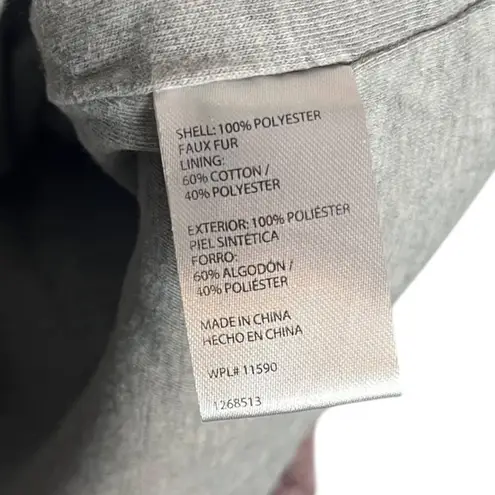 SHELL: 100% POLYESTER
FAUX FUR
LINING:
60% COTTON /
40% POLYESTER
EXTERIOR: 100% POLIÉSTER
PIEL SINTÉTICA
FORRO:
60% ALGODÓN /
40% POLIÉSTER
MADE IN CHINA
HECHO EN CHINA
WPL# 11590
1268513